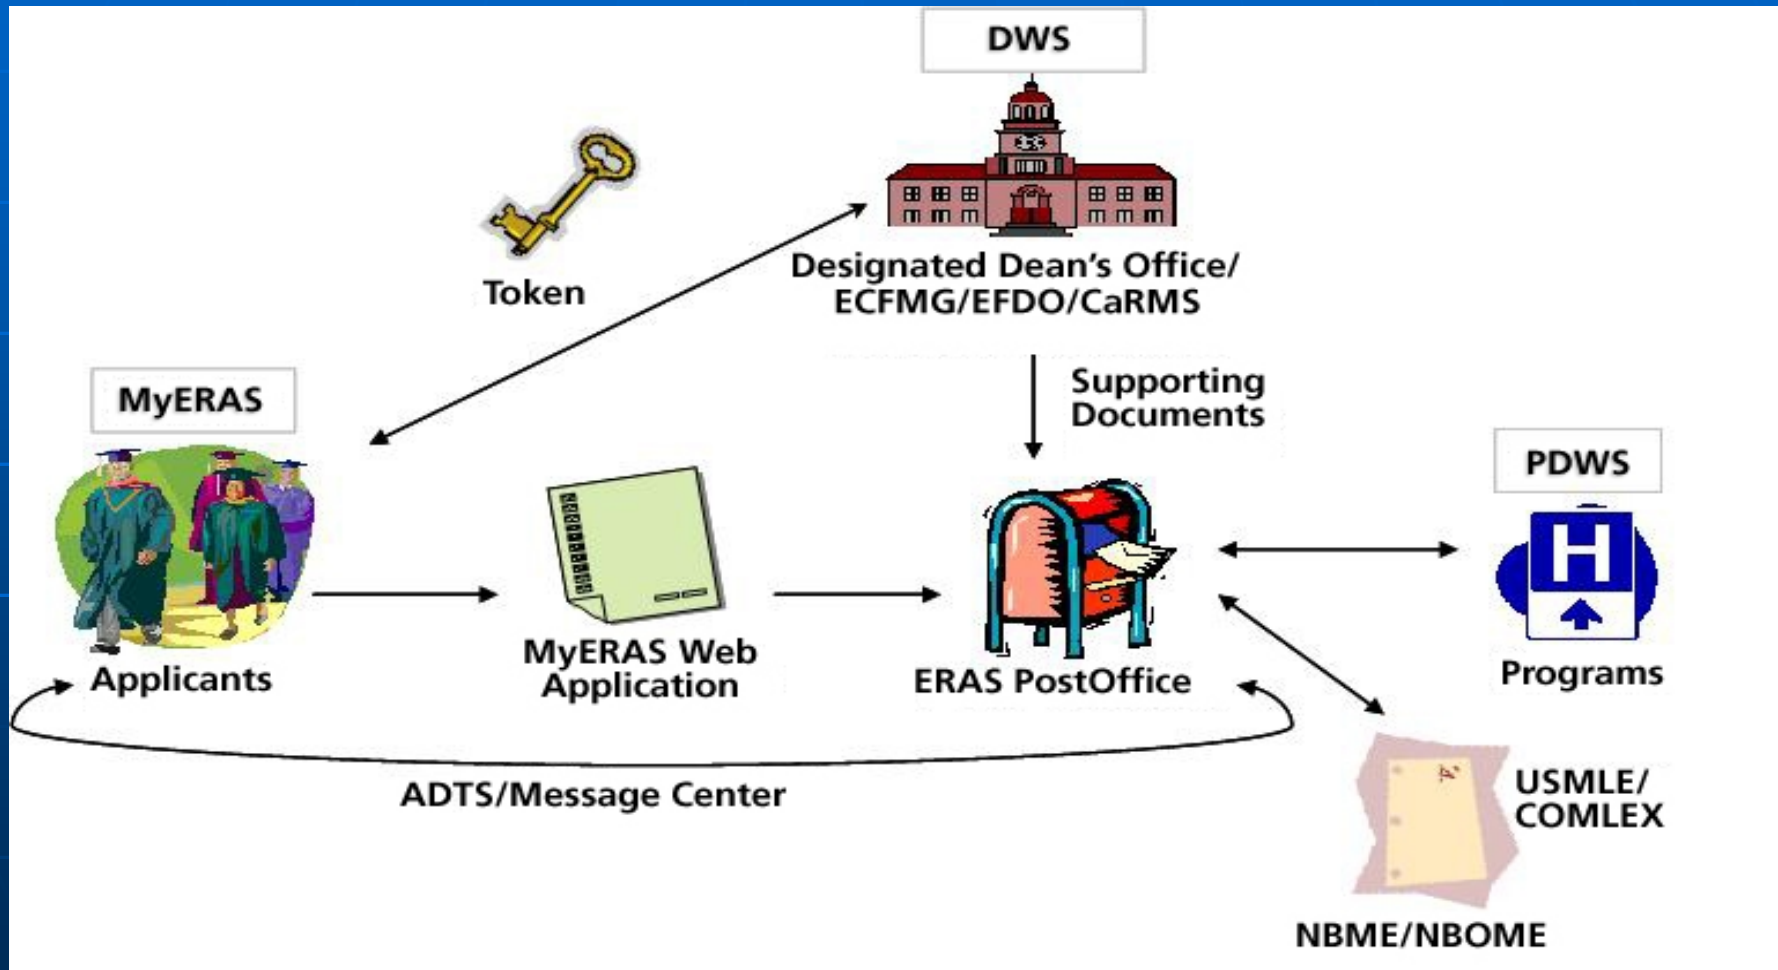 DWS
Token
Designated Dean's Office/
ECFMG/EFDO/CaRMS
MyERAS
Supporting
Documents
PDWS
H
Applicants
MyERAS Web
Application
ERAS PostOffice
Programs
ADTS/Message Center
USMLE/
COMLEX
NBME/NBOME